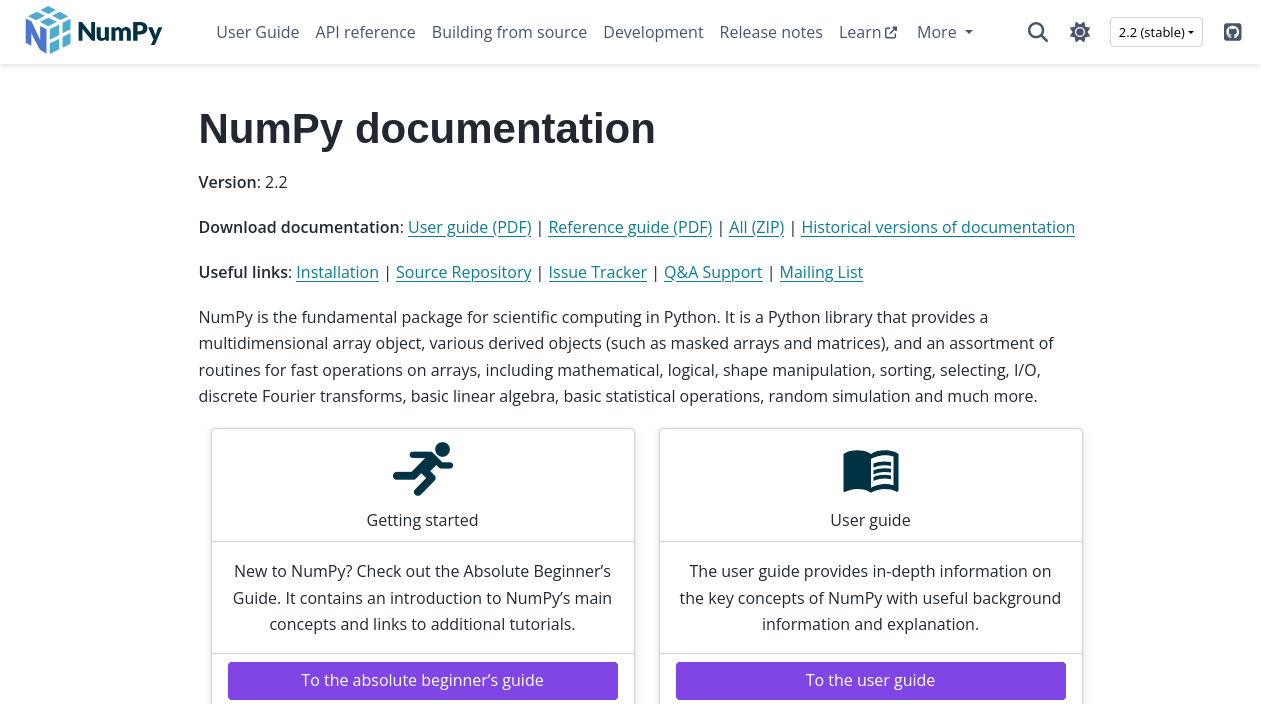 NumPy
User Guide API reference Building from source Development Release notes Learn More
2.2 (stable)
NumPy documentation
Version: 2.2
Download documentation: User guide (PDF) | Reference guide (PDF) | All (ZIP) | Historical versions of documentation
Useful links: Installation | Source Repository | Issue Tracker | Q&A Support | Mailing List
NumPy is the fundamental package for scientific computing in Python. It is a Python library that provides a
multidimensional array object, various derived objects (such as masked arrays and matrices), and an assortment of
routines for fast operations on arrays, including mathematical, logical, shape manipulation, sorting, selecting, I/O,
discrete Fourier transforms, basic linear algebra, basic statistical operations, random simulation and much more.
Getting started
New to NumPy? Check out the Absolute Beginner’s
Guide. It contains an introduction to NumPy’s main
concepts and links to additional tutorials.
To the absolute beginner’s guide
User guide
The user guide provides in-depth information on
the key concepts of NumPy with useful background
information and explanation.
To the user guide